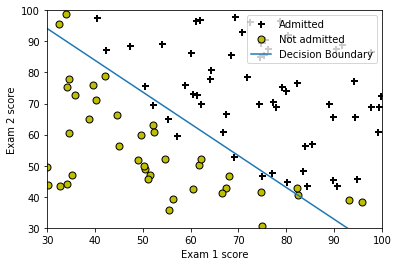 100
90
80
70
60
50
40
30
Exam 2 score
Admitted
Not admitted
Decision Boundary
30 40 50 60 70 80 90 100
Exam 1 score